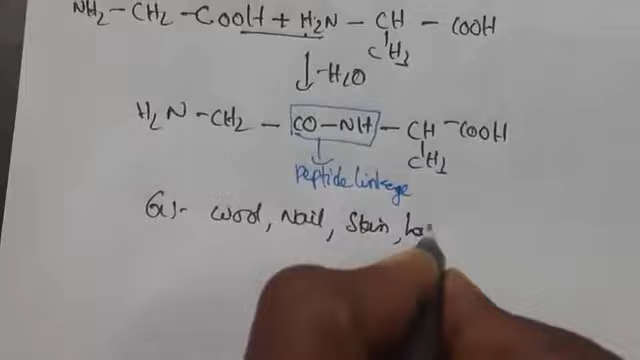 NH₂ – CH₂ – COOH + H₂N – CH – COOH
CH₃
↓ -H₂O
H₂N – CH₂ – CO – NH – CH – COOH
CH₃
Peptide linkage
Ex:- wool, Nail, Skin,